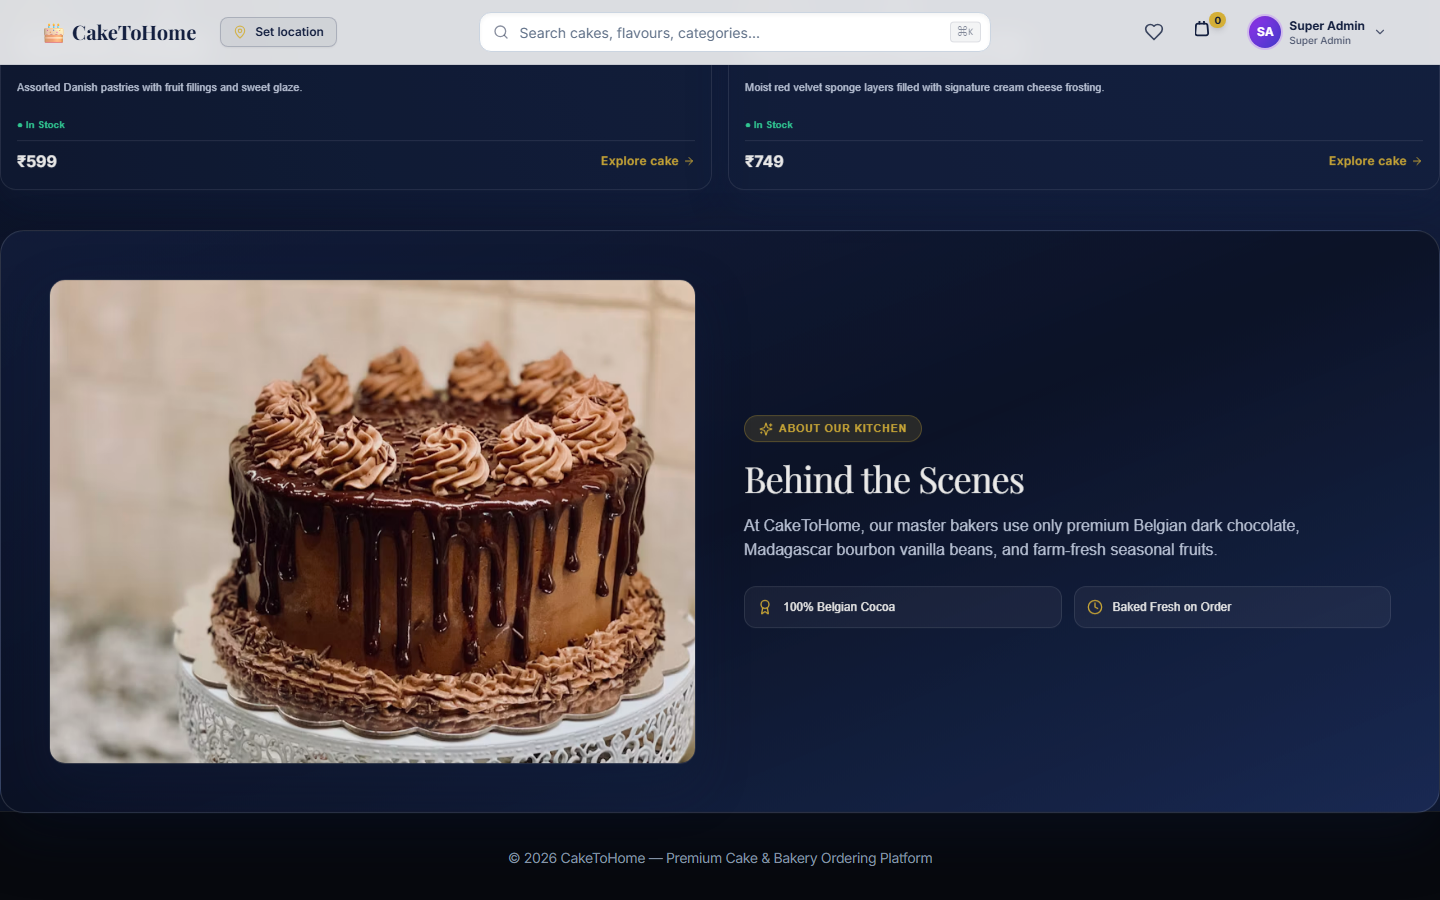 CakeToHome
Set location
Search cakes, flavours, categories...
⌘K
0
SA
Super Admin
Super Admin
Assorted Danish pastries with fruit fillings and sweet glaze.
● In Stock
₹599
Explore cake →
Moist red velvet sponge layers filled with signature cream cheese frosting.
● In Stock
₹749
Explore cake →
ABOUT OUR KITCHEN
Behind the Scenes
At CakeToHome, our master bakers use only premium Belgian dark chocolate,
Madagascar bourbon vanilla beans, and farm-fresh seasonal fruits.
100% Belgian Cocoa
Baked Fresh on Order
© 2026 CakeToHome — Premium Cake & Bakery Ordering Platform